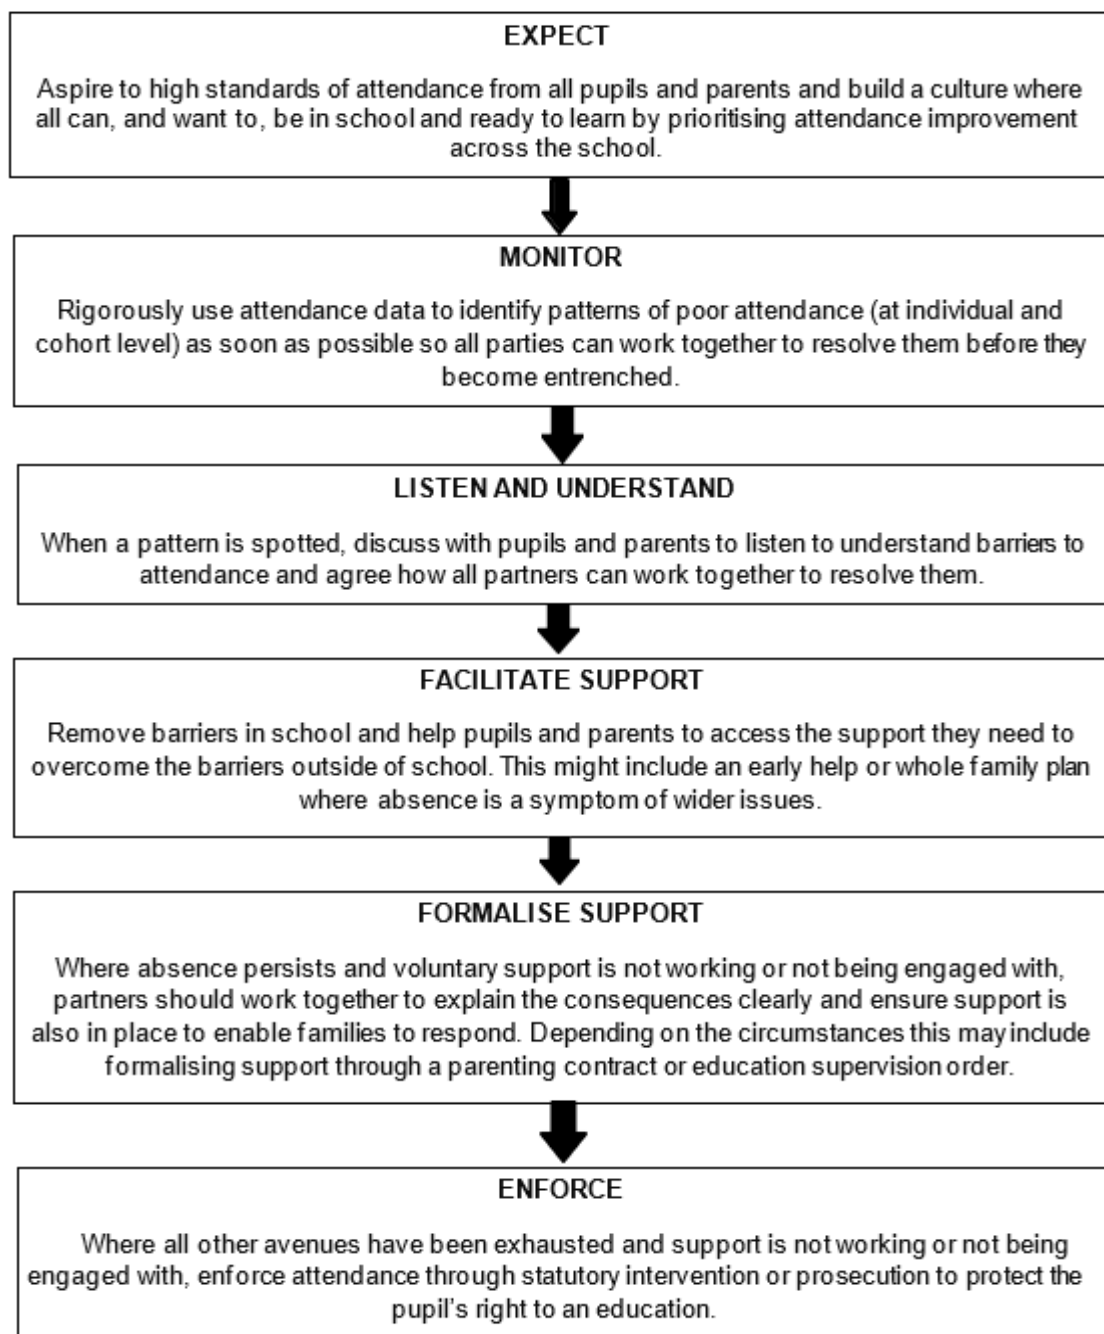 EXPECT
Aspire to high standards of attendance from all pupils and parents and build a culture where
all can, and want to, be in school and ready to learn by prioritising attendance improvement
across the school.
MONITOR
Rigorously use attendance data to identify patterns of poor attendance (at individual and
cohort level) as soon as possible so all parties can work together to resolve them before they
become entrenched.
LISTEN AND UNDERSTAND
When a pattern is spotted, discuss with pupils and parents to listen to understand barriers to
attendance and agree how all partners can work together to resolve them.
FACILITATE SUPPORT
Remove barriers in school and help pupils and parents to access the support they need to
overcome the barriers outside of school. This might include an early help or whole family plan
where absence is a symptom of wider issues.
FORMALISE SUPPORT
Where absence persists and voluntary support is not working or not being engaged with,
partners should work together to explain the consequences clearly and ensure support is
also in place to enable families to respond. Depending on the circumstances this may include
formalising support through a parenting contract or education supervision order.
ENFORCE
Where all other avenues have been exhausted and support is not working or not being
engaged with, enforce attendance through statutory intervention or prosecution to protect the
pupil's right to an education.